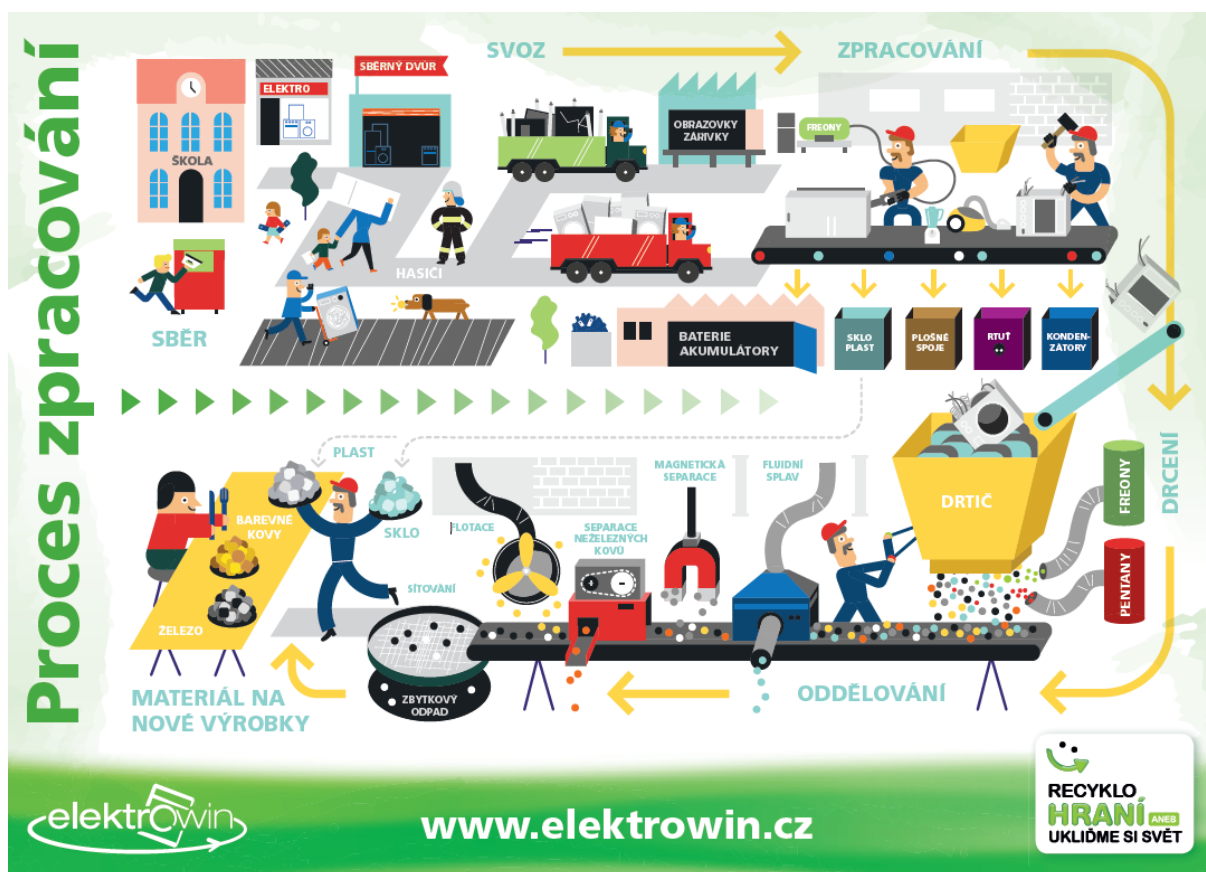 Proces zpracování
SVOZ
ZPRACOVÁNÍ
SBĚRNÝ DVŮR
ELEKTRO
ŠKOLA
OBRAZOVKY
ZÁŘIVKY
FREONY
HASIČI
SBĚR
BATERIE
AKUMULÁTORY
SKLO
PLAST
PLOŠNÉ
SPOJE
RTUŤ
KONDEN-
ZÁTORY
DRCENÍ
PLAST
SKLO
BAREVNÉ
KOVY
ŽELEZO
FLOTACE
SÍTOVÁNÍ
SEPARACE
NEŽELEZNÝCH
KOVŮ
MAGNETICKÁ
SEPARACE
FLUIDNÍ
SPLAV
DRTIČ
FREONY
PENTANY
ZBYTKOVÝ
ODPAD
ODDĚLOVÁNÍ
MATERIÁL NA
NOVÉ VÝROBKY
elektrowin
www.elektrowin.cz
RECYKLO
HRANÍ ANEB
UKLIĎME SI SVĚT